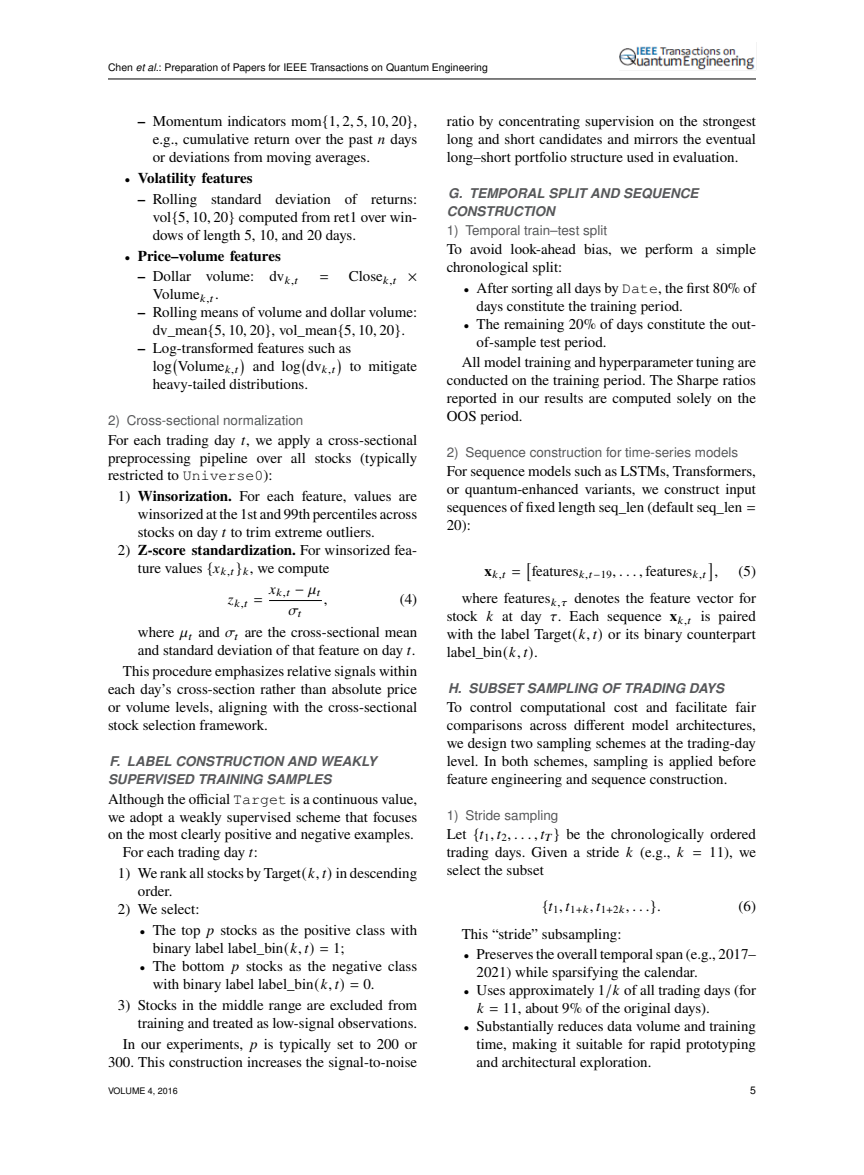 Chen et al.: Preparation of Papers for IEEE Transactions on Quantum Engineering
IEEE Transactions on
Quantum Engineering
– Momentum indicators mom{1, 2, 5, 10, 20},
e.g., cumulative return over the past n days
or deviations from moving averages.
• Volatility features
– Rolling standard deviation of returns:
vol{5, 10, 20} computed from ret1 over win-
dows of length 5, 10, and 20 days.
• Price–volume features
– Dollar volume: dv_{k,t} = Close_{k,t} ×
Volume_{k,t}.
– Rolling means of volume and dollar volume:
dv_mean{5, 10, 20}, vol_mean{5, 10, 20}.
– Log-transformed features such as
log(Volume_{k,t}) and log(dv_{k,t}) to mitigate
heavy-tailed distributions.
2) Cross-sectional normalization
For each trading day t, we apply a cross-sectional
preprocessing pipeline over all stocks (typically
restricted to Universe0):
1) Winsorization. For each feature, values are
winsorized at the 1st and 99th percentiles across
stocks on day t to trim extreme outliers.
2) Z-score standardization. For winsorized fea-
ture values {x_{k,t}}_k, we compute
z_{k,t} = (x_{k,t} − μ_t) / σ_t, (4)
where μ_t and σ_t are the cross-sectional mean
and standard deviation of that feature on day t.
This procedure emphasizes relative signals within
each day's cross-section rather than absolute price
or volume levels, aligning with the cross-sectional
stock selection framework.
F. LABEL CONSTRUCTION AND WEAKLY
SUPERVISED TRAINING SAMPLES
Although the official Target is a continuous value,
we adopt a weakly supervised scheme that focuses
on the most clearly positive and negative examples.
For each trading day t:
1) We rank all stocks by Target(k, t) in descending
order.
2) We select:
• The top p stocks as the positive class with
binary label label_bin(k, t) = 1;
• The bottom p stocks as the negative class
with binary label label_bin(k, t) = 0.
3) Stocks in the middle range are excluded from
training and treated as low-signal observations.
In our experiments, p is typically set to 200 or
300. This construction increases the signal-to-noise
ratio by concentrating supervision on the strongest
long and short candidates and mirrors the eventual
long–short portfolio structure used in evaluation.
G. TEMPORAL SPLIT AND SEQUENCE
CONSTRUCTION
1) Temporal train–test split
To avoid look-ahead bias, we perform a simple
chronological split:
• After sorting all days by Date, the first 80% of
days constitute the training period.
• The remaining 20% of days constitute the out-
of-sample test period.
All model training and hyperparameter tuning are
conducted on the training period. The Sharpe ratios
reported in our results are computed solely on the
OOS period.
2) Sequence construction for time-series models
For sequence models such as LSTMs, Transformers,
or quantum-enhanced variants, we construct input
sequences of fixed length seq_len (default seq_len =
20):
x_{k,t} = [features_{k,t−19}, . . . , features_{k,t}], (5)
where features_{k,τ} denotes the feature vector for
stock k at day τ. Each sequence x_{k,t} is paired
with the label Target(k, t) or its binary counterpart
label_bin(k, t).
H. SUBSET SAMPLING OF TRADING DAYS
To control computational cost and facilitate fair
comparisons across different model architectures,
we design two sampling schemes at the trading-day
level. In both schemes, sampling is applied before
feature engineering and sequence construction.
1) Stride sampling
Let {t_1, t_2, . . . , t_T} be the chronologically ordered
trading days. Given a stride k (e.g., k = 11), we
select the subset
{t_1, t_{1+k}, t_{1+2k}, . . .}. (6)
This “stride” subsampling:
• Preserves the overall temporal span (e.g., 2017–
2021) while sparsifying the calendar.
• Uses approximately 1/k of all trading days (for
k = 11, about 9% of the original days).
• Substantially reduces data volume and training
time, making it suitable for rapid prototyping
and architectural exploration.
VOLUME 4, 2016
5